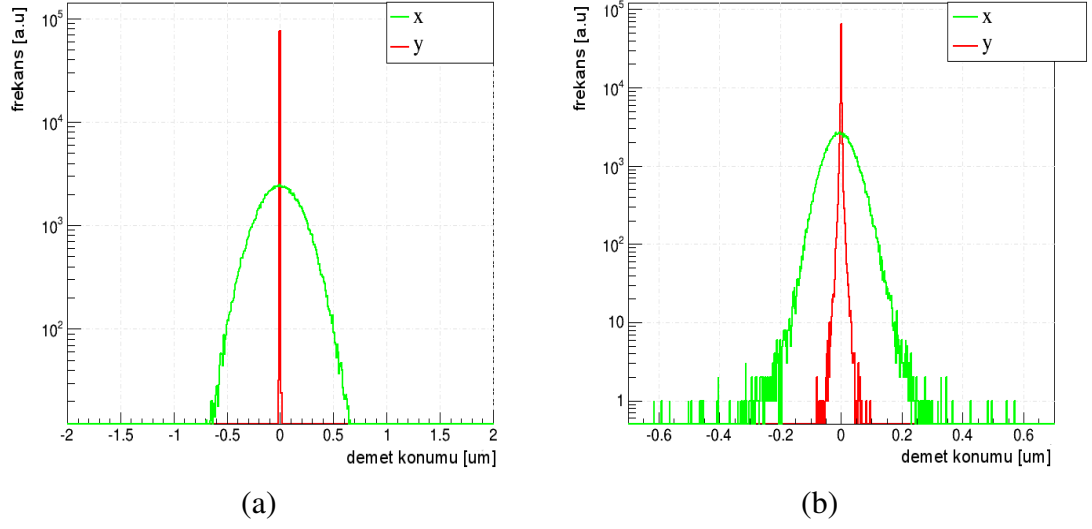 frekans [a.u]
10^5
10^4
10^3
10^2
x
y
-2 -1.5 -1 -0.5 0 0.5 1 1.5 2
demet konumu [um]
(a)
frekans [a.u]
10^5
10^4
10^3
10^2
10
1
x
y
-0.6 -0.4 -0.2 0 0.2 0.4 0.6
demet konumu [um]
(b)